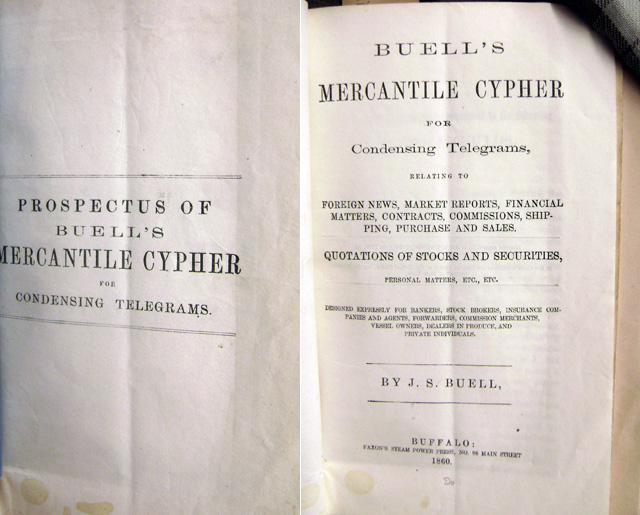 PROSPECTUS OF
BUELL'S
MERCANTILE CYPHER
FOR
CONDENSING TELEGRAMS.
BUELL'S
MERCANTILE CYPHER
FOR
Condensing Telegrams,
RELATING TO
FOREIGN NEWS, MARKET REPORTS, FINANCIAL
MATTERS, CONTRACTS, COMMISSIONS, SHIP-
PING, PURCHASE AND SALES.
QUOTATIONS OF STOCKS AND SECURITIES,
PERSONAL MATTERS, ETC., ETC.
DESIGNED EXPRESSLY FOR BANKERS, STOCK BROKERS, INSURANCE COM-
PANIES AND AGENTS, FORWARDERS, COMMISSION MERCHANTS,
VESSEL OWNERS, DEALERS IN PRODUCE, AND
PRIVATE INDIVIDUALS.
BY J. S. BUELL,
BUFFALO:
FAXON'S STEAM POWER PRESS, NO. 98 MAIN STREET
1860.